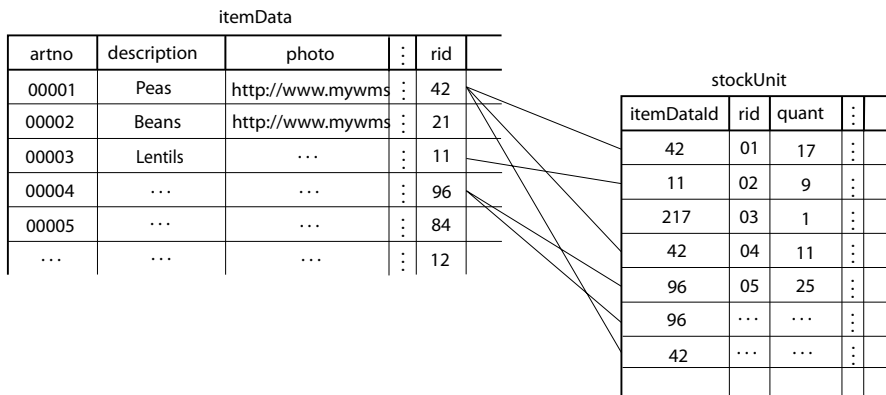 itemData
artno description photo ⋮ rid
00001 Peas http://www.mywms ⋮ 42
00002 Beans http://www.mywms ⋮ 21
00003 Lentils ... ⋮ 11
00004 ... ... ⋮ 96
00005 ... ... ⋮ 84
... ... ... ⋮ 12
stockUnit
itemDataId rid quant ⋮
42 01 17 ⋮
11 02 9 ⋮
217 03 1 ⋮
42 04 11 ⋮
96 05 25 ⋮
96 ... ... ⋮
42 ... ... ⋮